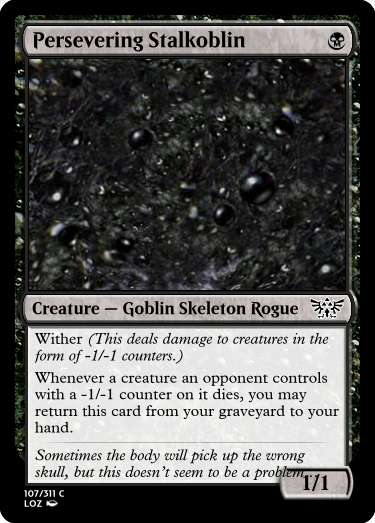 Persevering Stalkoblin
Creature — Goblin Skeleton Rogue
Wither (This deals damage to creatures in the
form of -1/-1 counters.)
Whenever a creature an opponent controls
with a -1/-1 counter on it dies, you may
return this card from your graveyard to your
hand.
Sometimes the body will pick up the wrong
skull, but this doesn't seem to be a problem...
1/1
107/311 C
LOZ